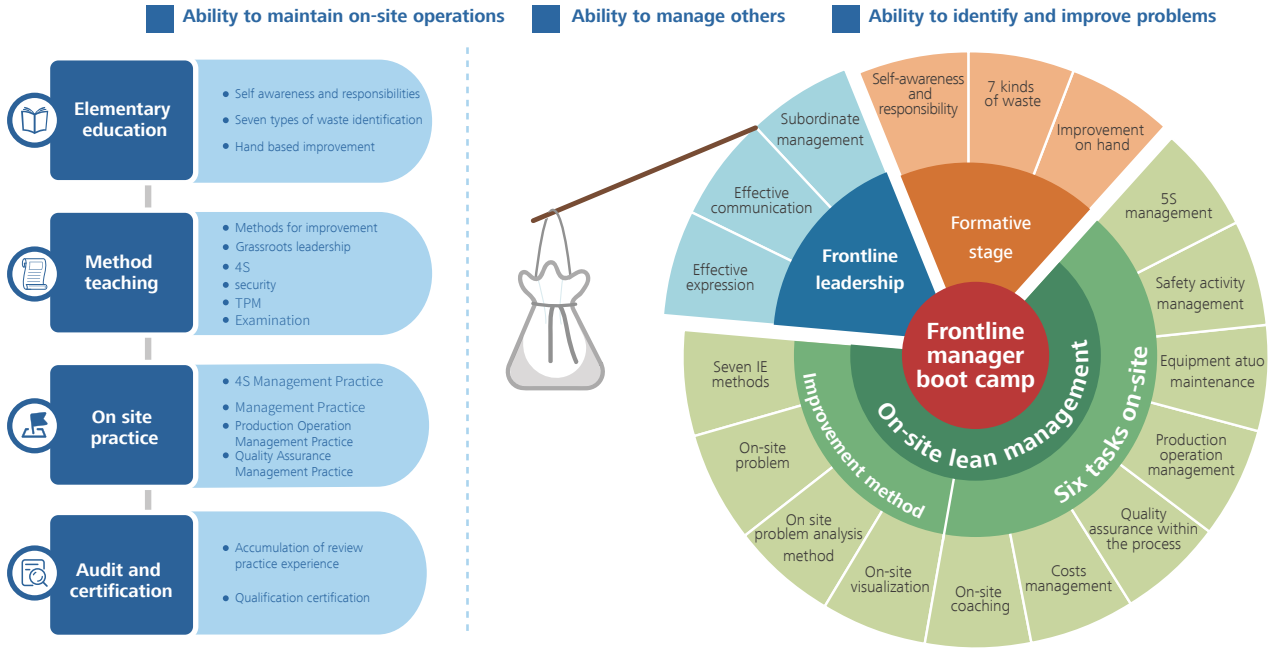 Ability to maintain on-site operations
Ability to manage others
Ability to identify and improve problems
Elementary
education
Self awareness and responsibilities
Seven types of waste identification
Hand based improvement
Method
teaching
Methods for improvement
Grassroots leadership
4S
security
TPM
Examination
On site
practice
4S Management Practice
Management Practice
Production Operation
Management Practice
Quality Assurance
Management Practice
Audit and
certification
Accumulation of review
practice experience
Qualification certification
Self-awareness
and
responsibility
7 kinds
of waste
Improvement
on hand
Subordinate
management
Effective
communication
Effective
expression
Frontline
leadership
Formative
stage
Frontline
manager
boot camp
On-site lean management
Six tasks on-site
Improvement method
5S
management
Safety activity
management
Equipment atuo
maintenance
Production
operation
management
Quality
assurance within
the process
Costs
management
On-site
coaching
On-site
visualization
On site
problem analysis
method
On-site
problem
Seven IE
methods